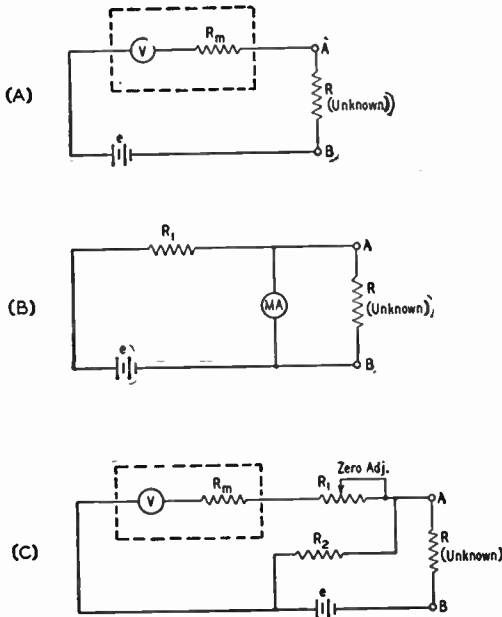 (A)
V
Rm
A
R
(Unknown)
e
B
(B)
R1
A
MA
R
(Unknown)
e
B
(C)
V
Rm
Zero Adj.
R1
A
R2
R
(Unknown)
e
B